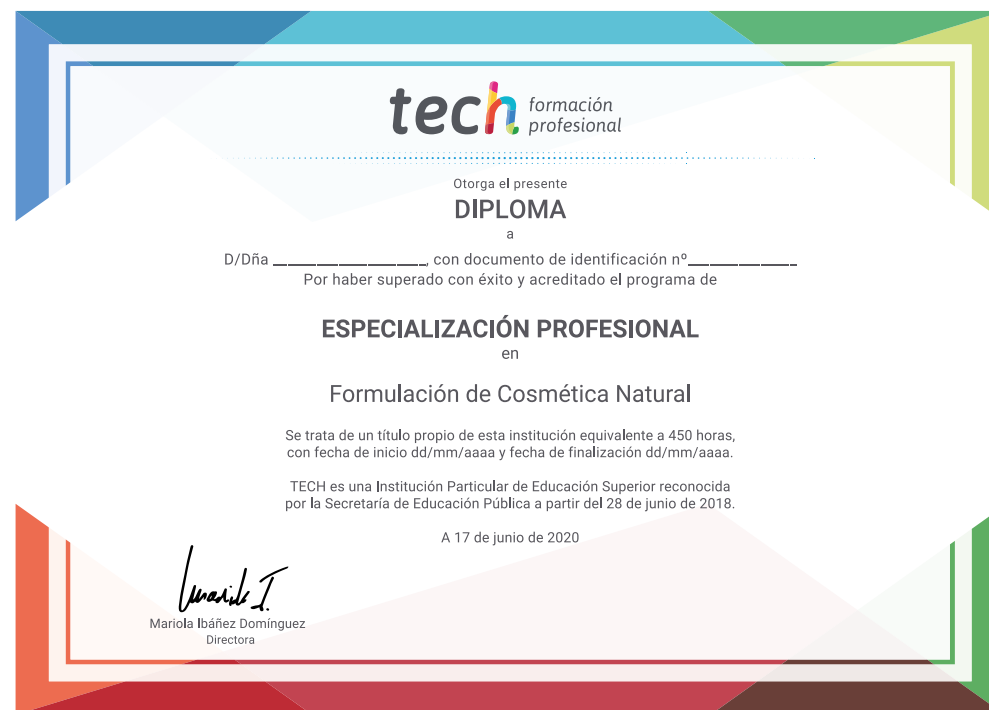 tech formación
profesional
Otorga el presente
DIPLOMA
a
D/Dña ____________________, con documento de identificación nº______________
Por haber superado con éxito y acreditado el programa de
ESPECIALIZACIÓN PROFESIONAL
en
Formulación de Cosmética Natural
Se trata de un título propio de esta institución equivalente a 450 horas,
con fecha de inicio dd/mm/aaaa y fecha de finalización dd/mm/aaaa.
TECH es una Institución Particular de Educación Superior reconocida
por la Secretaría de Educación Pública a partir del 28 de junio de 2018.
A 17 de junio de 2020
Mariola Ibáñez Domínguez
Directora